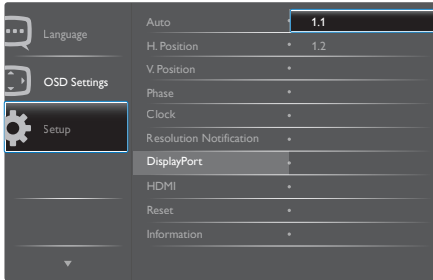 Language
OSD Settings
Setup
Auto
H. Position
V. Position
Phase
Clock
Resolution Notification
DisplayPort
HDMI
Reset
Information
1.1
1.2